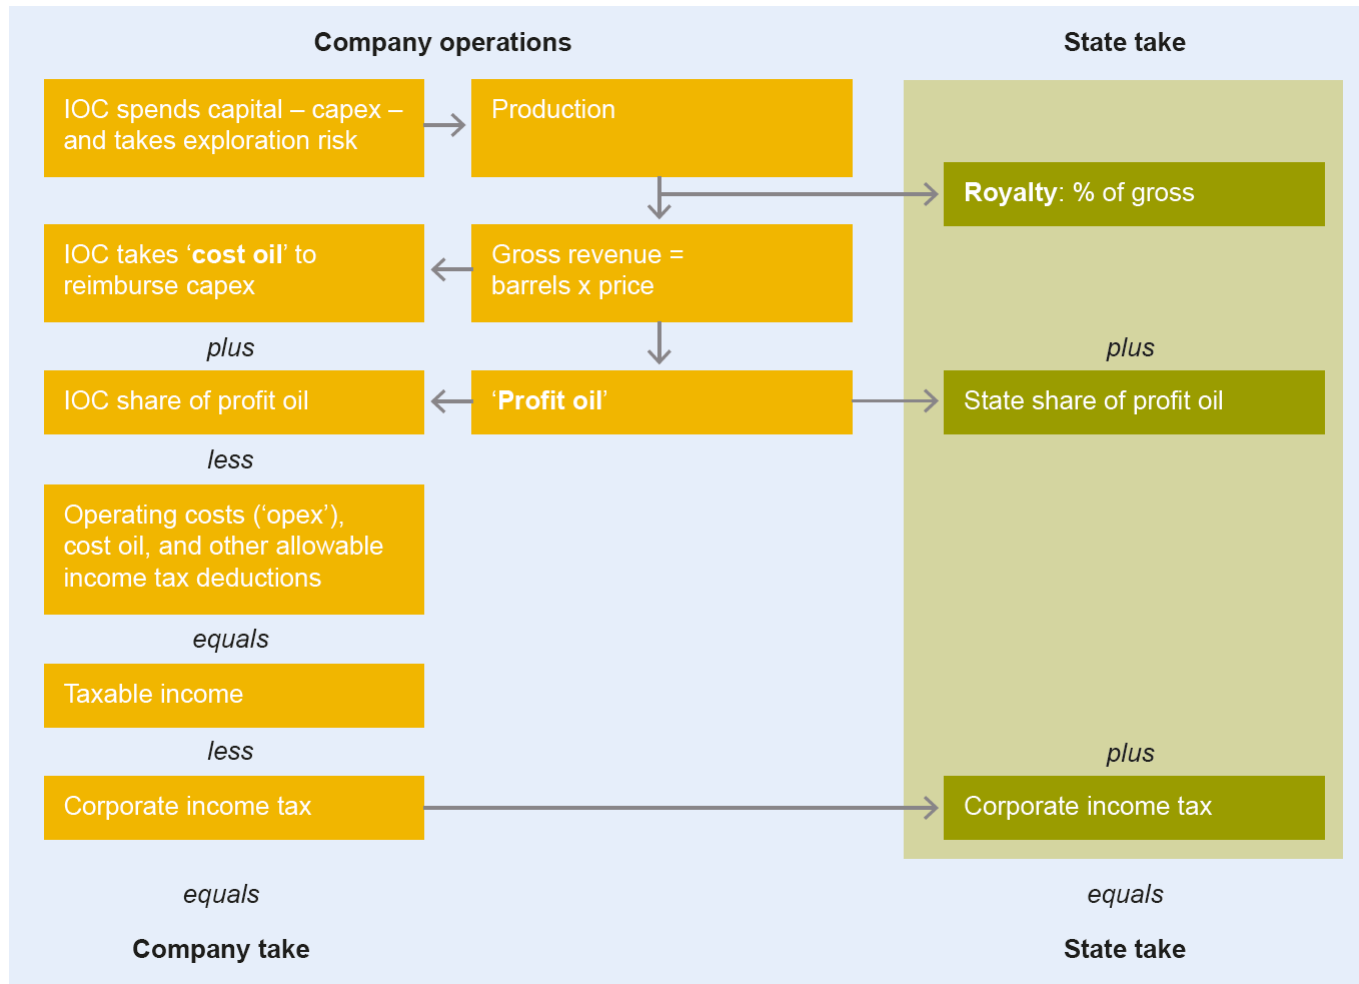 Company operations
State take
IOC spends capital – capex –
and takes exploration risk
Production
Royalty: % of gross
IOC takes ‘cost oil’ to
reimburse capex
Gross revenue =
barrels x price
plus
plus
IOC share of profit oil
‘Profit oil’
State share of profit oil
less
Operating costs (‘opex’),
cost oil, and other allowable
income tax deductions
equals
Taxable income
less
plus
Corporate income tax
Corporate income tax
equals
equals
Company take
State take